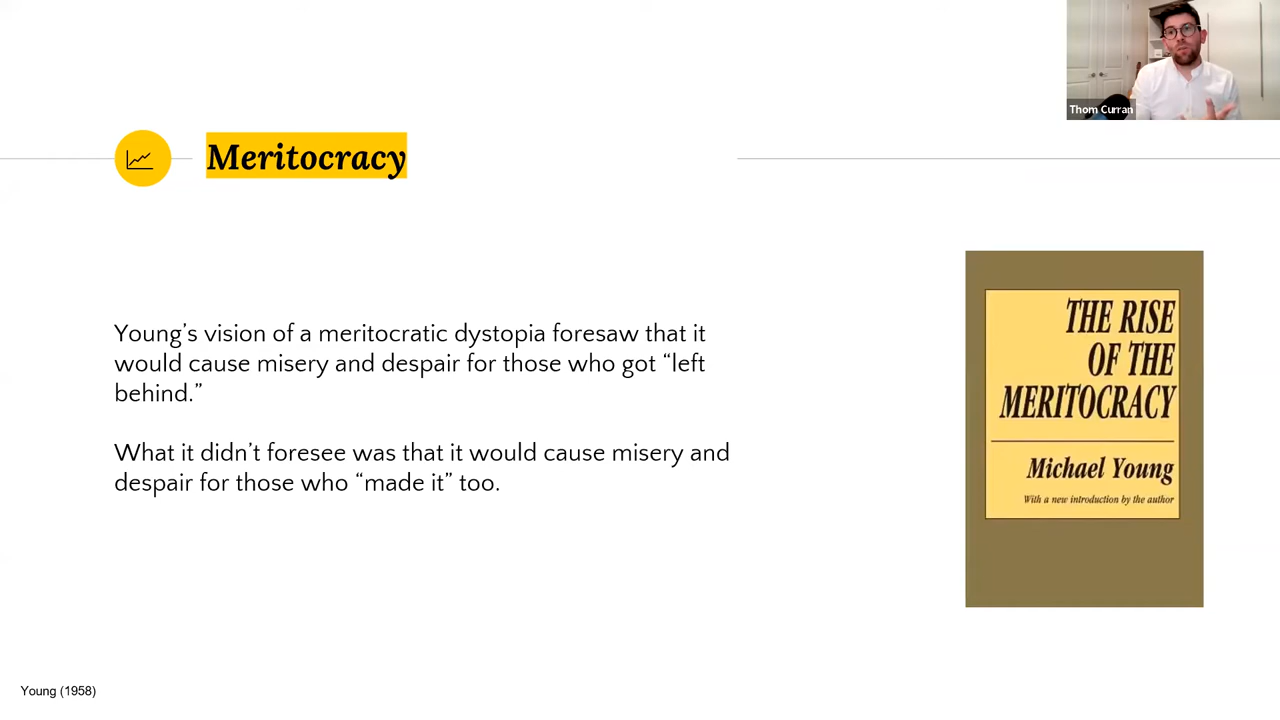 Thom Curran
Meritocracy
Young’s vision of a meritocratic dystopia foresaw that it
would cause misery and despair for those who got “left
behind.”
What it didn’t foresee was that it would cause misery and
despair for those who “made it” too.
THE RISE
OF THE
MERITOCRACY
Michael Young
With a new introduction by the author
Young (1958)